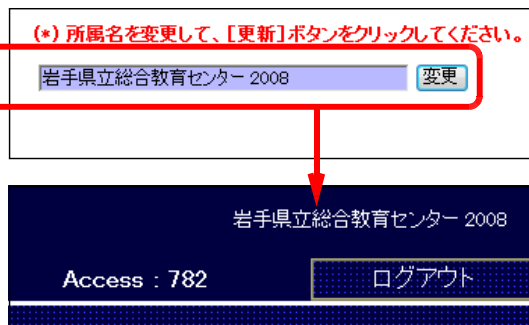 (*) 所属名を変更して、[更新]ボタンをクリックしてください。
岩手県立総合教育センター 2008 変更
岩手県立総合教育センター 2008
Access : 782 ログアウト